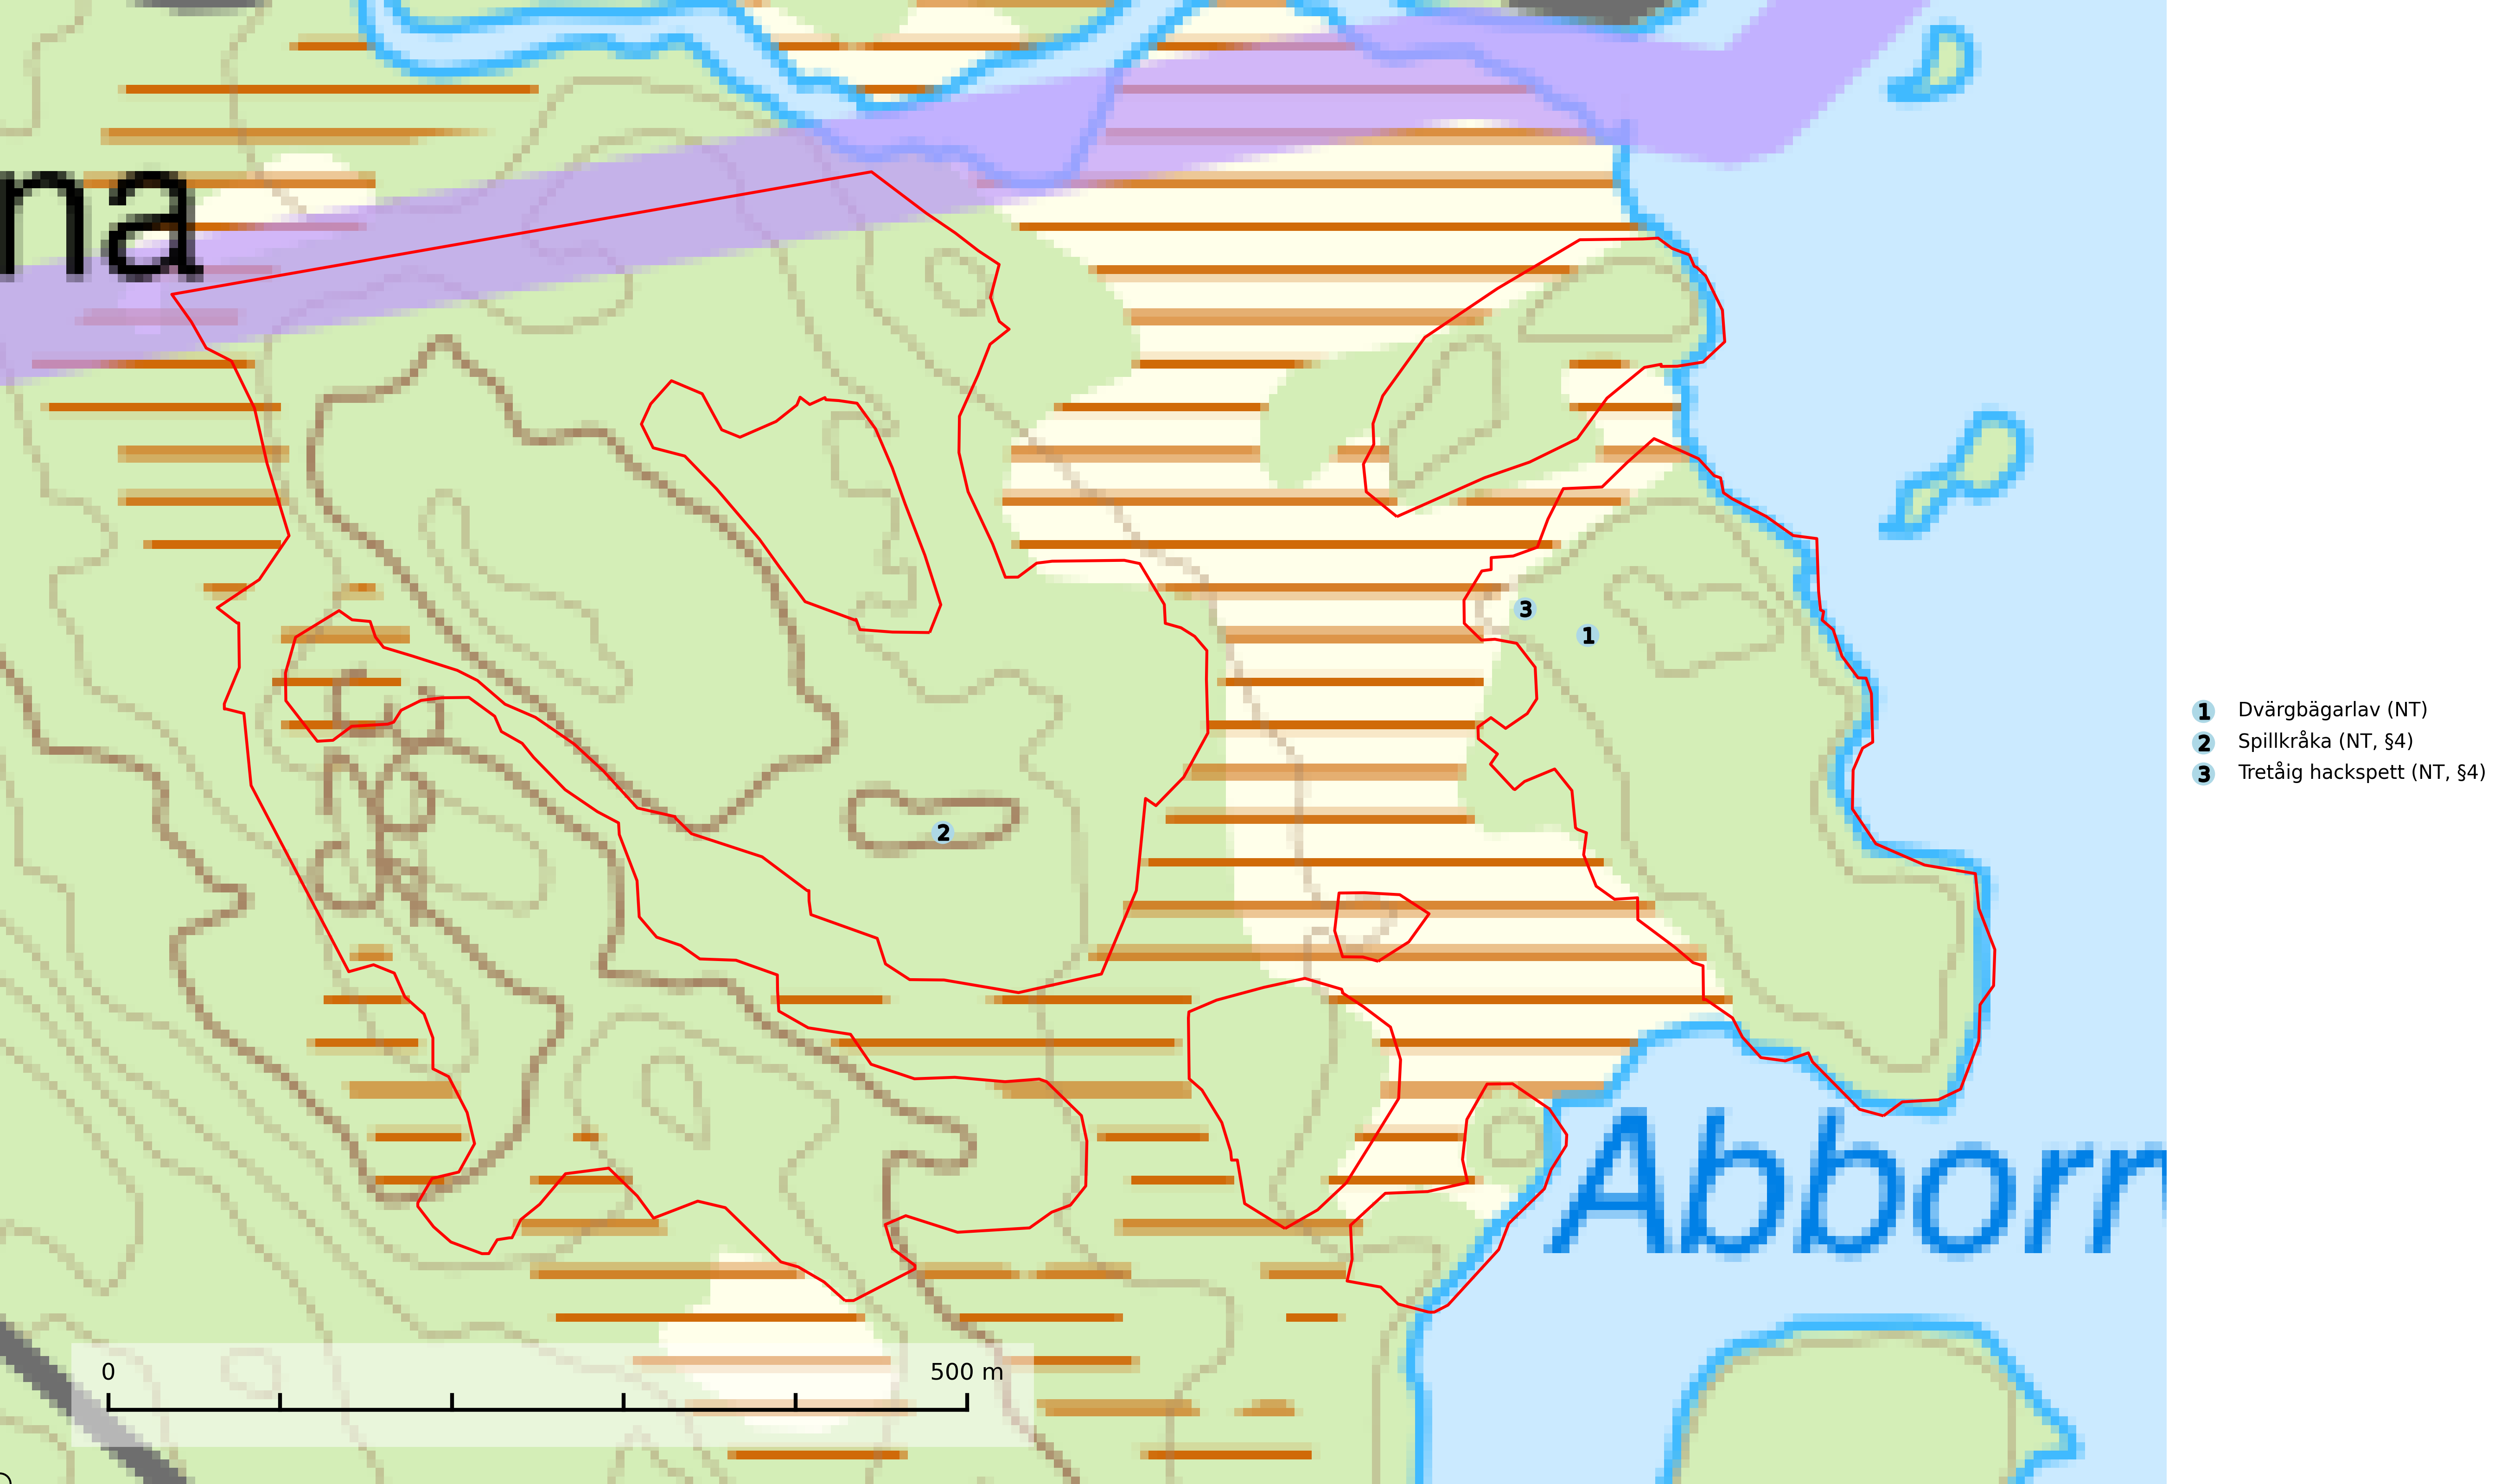 na
3
1
2
Abborr
0 500 m
1 Dvärgbägarlav (NT)
2 Spillkråka (NT, §4)
3 Tretåig hackspett (NT, §4)